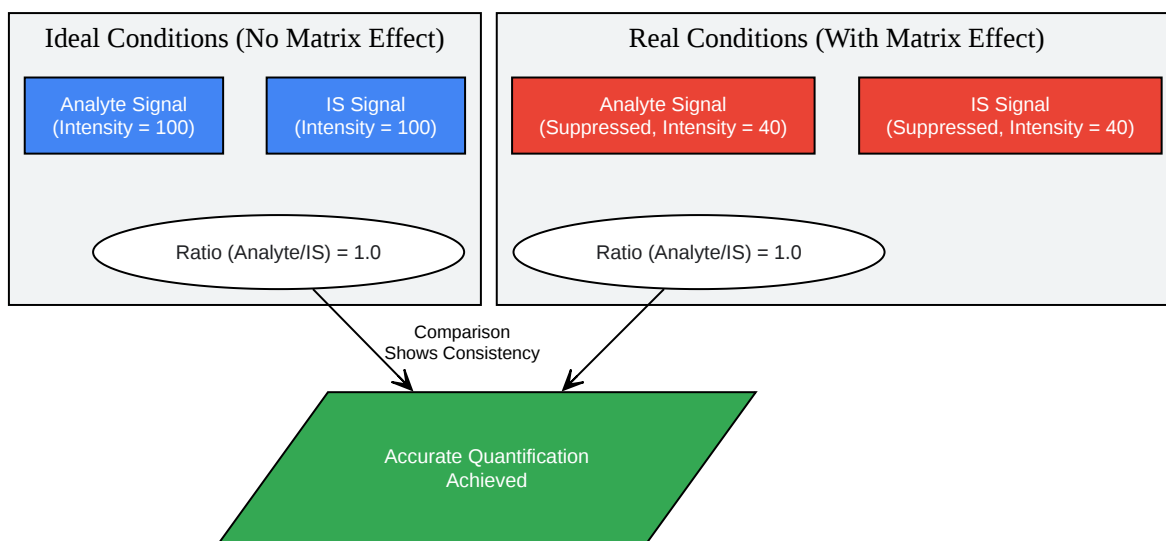 Ideal Conditions (No Matrix Effect)
Analyte Signal
(Intensity = 100)
IS Signal
(Intensity = 100)
Ratio (Analyte/IS) = 1.0
Real Conditions (With Matrix Effect)
Analyte Signal
(Suppressed, Intensity = 40)
IS Signal
(Suppressed, Intensity = 40)
Ratio (Analyte/IS) = 1.0
Comparison
Shows Consistency
Accurate Quantification
Achieved